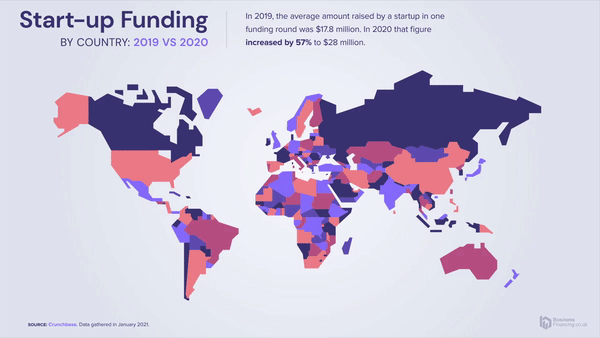 Start-up Funding
BY COUNTRY: 2019 VS 2020
In 2019, the average amount raised by a startup in one
funding round was $17.8 million. In 2020 that figure
increased by 57% to $28 million.
SOURCE: Crunchbase. Data gathered in January 2021.
Business
Financing.co.uk